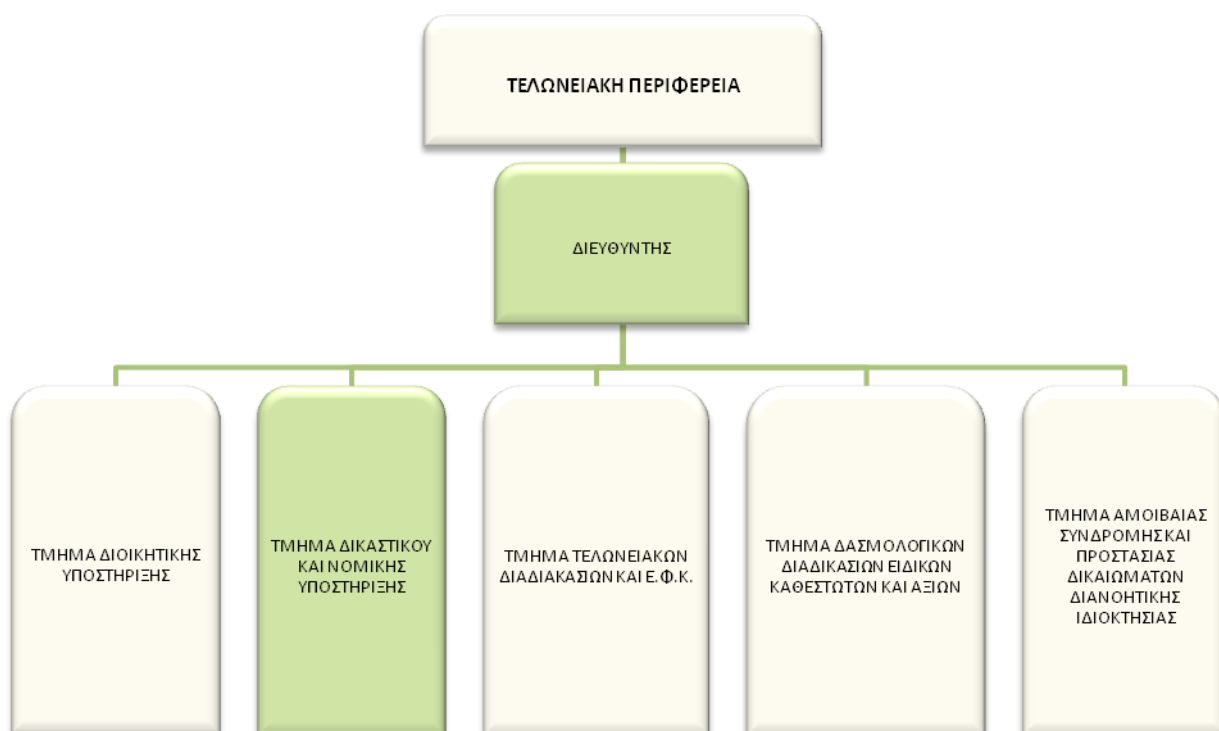 ΤΕΛΩΝΕΙΑΚΗ ΠΕΡΙΦΕΡΕΙΑ
ΔΙΕΥΘΥΝΤΗΣ
ΤΜΗΜΑ ΔΙΟΙΚΗΤΙΚΗΣ
ΥΠΟΣΤΗΡΙΞΗΣ
ΤΜΗΜΑ ΔΙΚΑΣΤΙΚΟΥ
ΚΑΙ ΝΟΜΙΚΗΣ
ΥΠΟΣΤΗΡΙΞΗΣ
ΤΜΗΜΑ ΤΕΛΩΝΕΙΑΚΩΝ
ΔΙΑΔΙΑΚΑΣΙΩΝ ΚΑΙ Ε.Φ.Κ.
ΤΜΗΜΑ ΔΑΣΜΟΛΟΓΙΚΩΝ
ΔΙΑΔΙΚΑΣΙΩΝ ΕΙΔΙΚΩΝ
ΚΑΘΕΣΤΩΤΩΝ ΚΑΙ ΑΞΙΩΝ
ΤΜΗΜΑ ΑΜΟΙΒΑΙΑΣ
ΣΥΝΔΡΟΜΗΣ ΚΑΙ
ΠΡΟΣΤΑΣΙΑΣ
ΔΙΚΑΙΩΜΑΤΩΝ
ΔΙΑΝΟΗΤΙΚΗΣ
ΙΔΙΟΚΤΗΣΙΑΣ